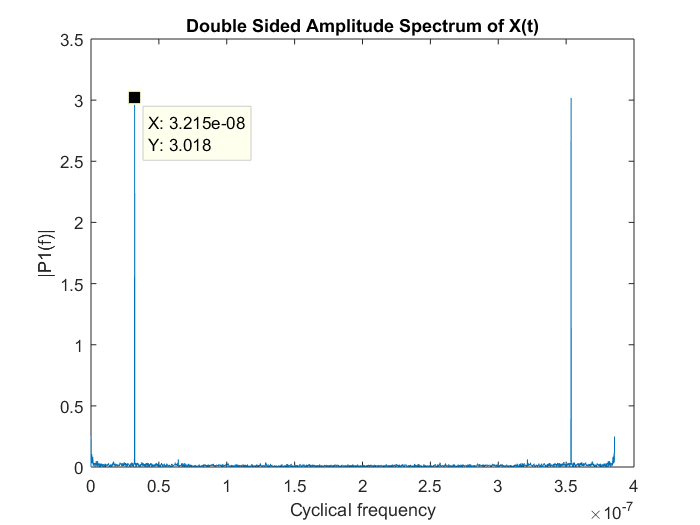 Double Sided Amplitude Spectrum of X(t)
3.5
3
2.5
2
1.5
1
0.5
0
|P1(f)|
X: 3.215e-08
Y: 3.018
0 0.5 1 1.5 2 2.5 3 3.5 4
Cyclical frequency
×10⁻⁷